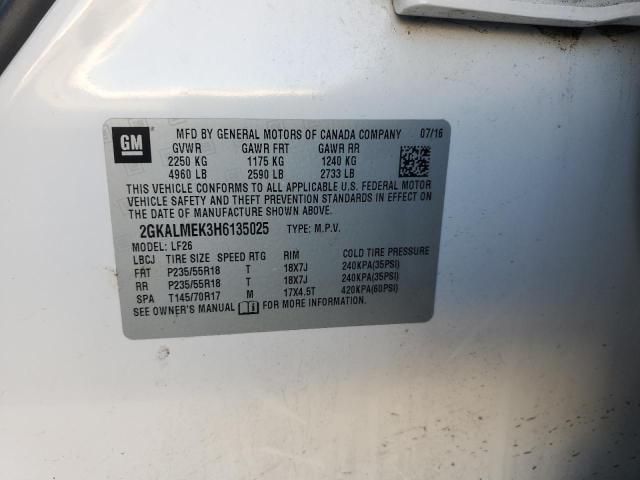 GM
MFD BY GENERAL MOTORS OF CANADA COMPANY 07/16
GVWR GAWR FRT GAWR RR
2250 KG 1175 KG 1240 KG
4960 LB 2590 LB 2733 LB
THIS VEHICLE CONFORMS TO ALL APPLICABLE U.S. FEDERAL MOTOR
VEHICLE SAFETY AND THEFT PREVENTION STANDARDS IN EFFECT ON
THE DATE OF MANUFACTURE SHOWN ABOVE.
2GKALMEK3H6135025 TYPE: M.P.V.
MODEL: LF26
LBCJ TIRE SIZE SPEED RTG RIM COLD TIRE PRESSURE
FRT P235/55R18 T 18X7J 240KPA(35PSI)
RR P235/55R18 T 18X7J 240KPA(35PSI)
SPA T145/70R17 M 17X4.5T 420KPA(60PSI)
SEE OWNER'S MANUAL FOR MORE INFORMATION.